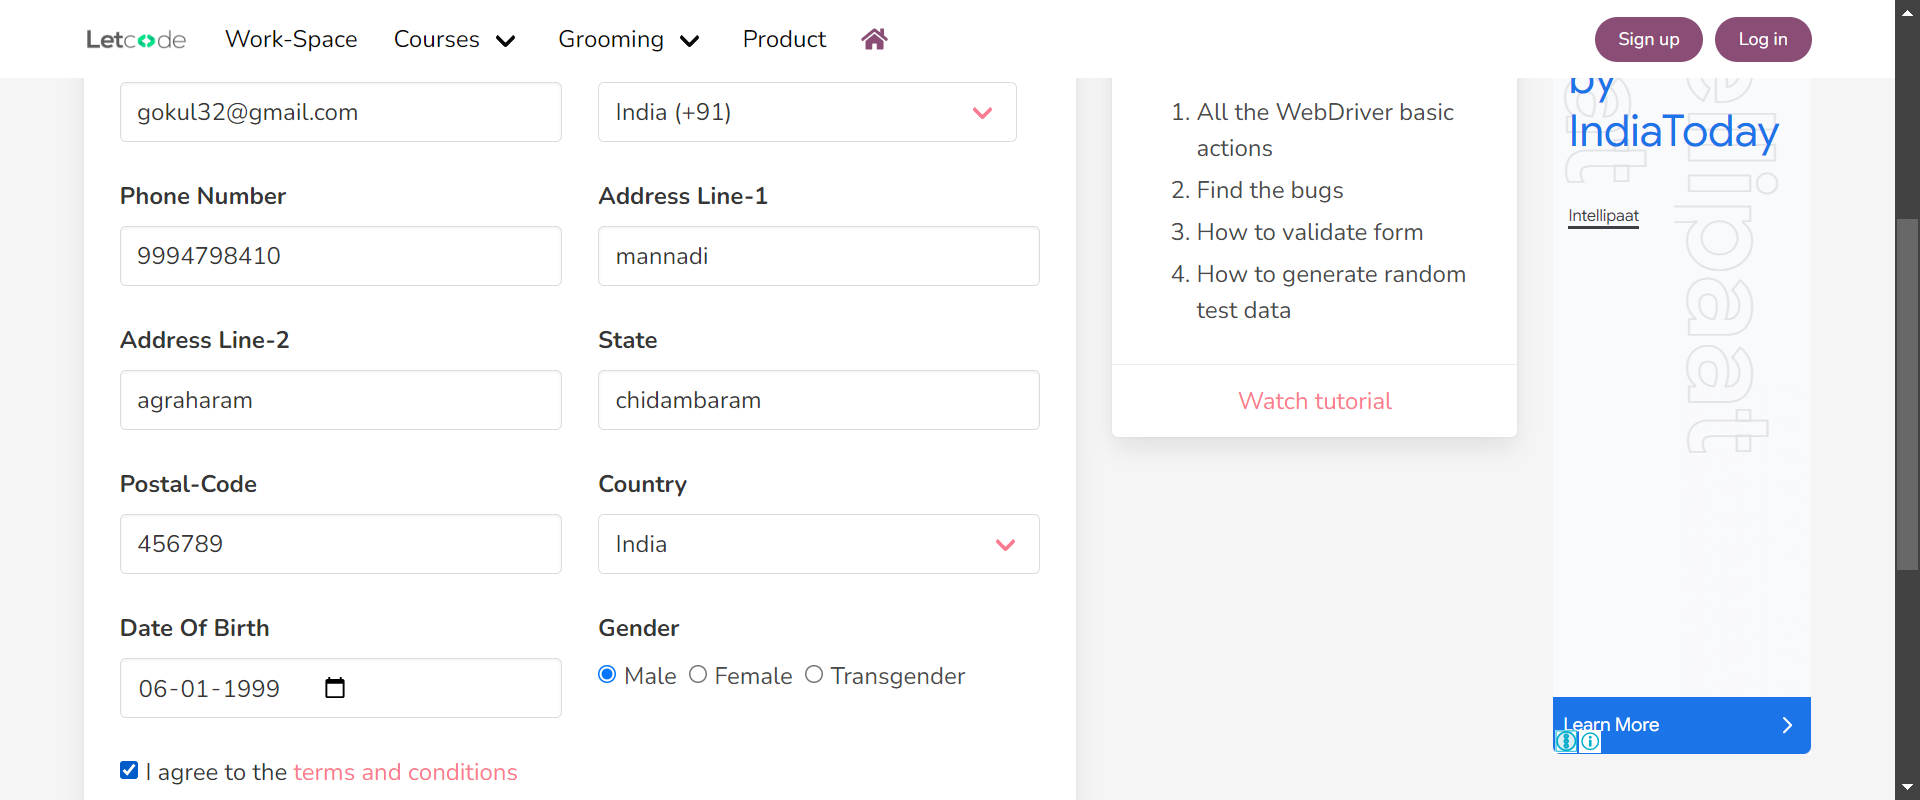 Letcode Work-Space Courses Grooming Product Sign up Log in
gokul32@gmail.com India (+91)
Phone Number Address Line-1
9994798410 mannadi
Address Line-2 State
agraharam chidambaram
Postal-Code Country
456789 India
Date Of Birth Gender
06-01-1999 Male Female Transgender
I agree to the terms and conditions
1. All the WebDriver basic
actions
2. Find the bugs
3. How to validate form
4. How to generate random
test data
Watch tutorial
by
IndiaToday
Intellipaat
ellipaat
at
Learn More